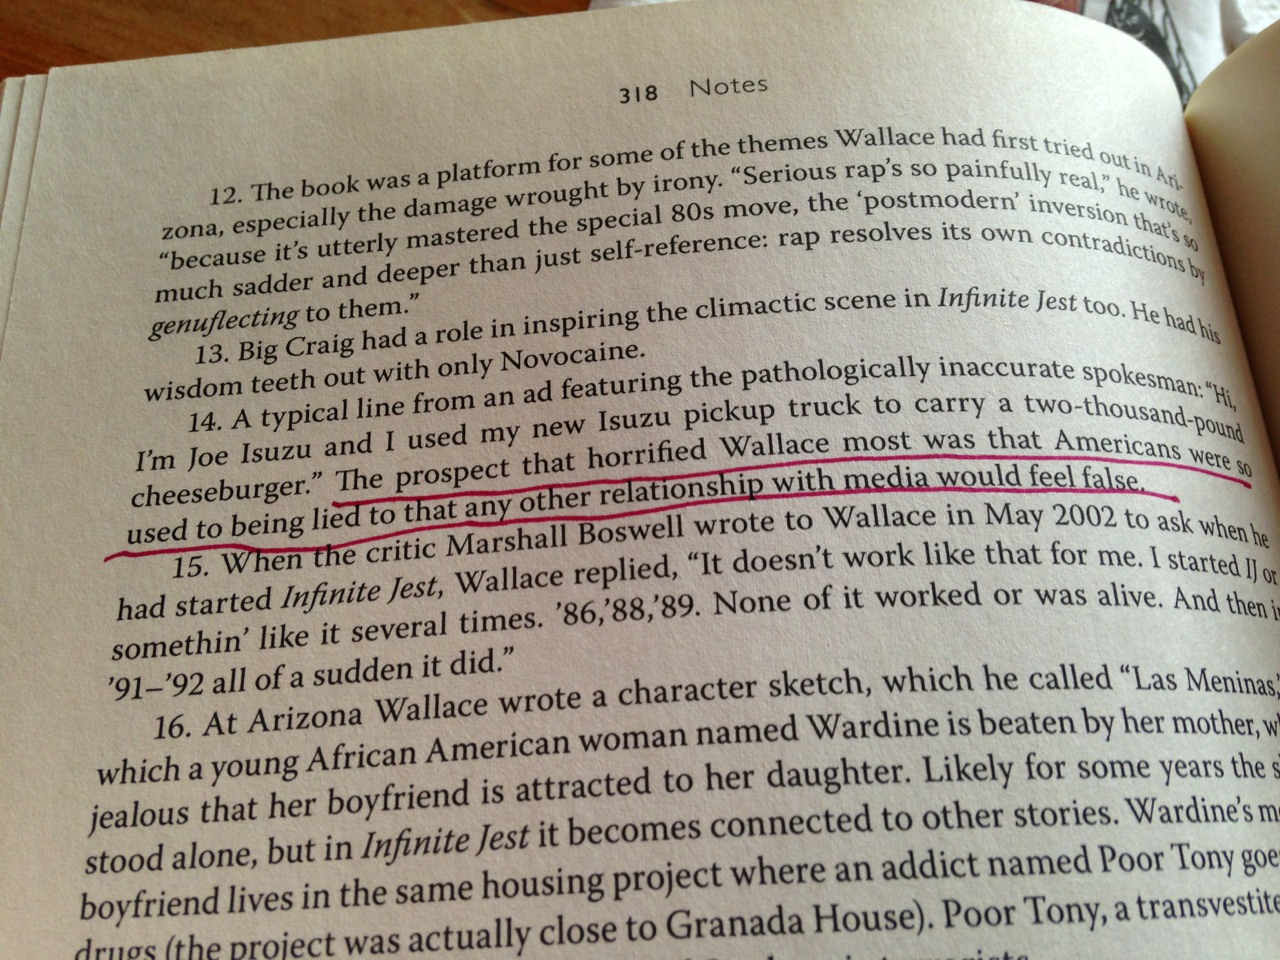 318 Notes
12. The book was a platform for some of the themes Wallace had first tried out in Ari-
zona, especially the damage wrought by irony. “Serious rap’s so painfully real,” he wrote,
“because it’s utterly mastered the special 80s move, the ‘postmodern’ inversion that’s so
much sadder and deeper than just self-reference: rap resolves its own contradictions by
genuflecting to them.”
13. Big Craig had a role in inspiring the climactic scene in Infinite Jest too. He had his
wisdom teeth out with only Novocaine.
14. A typical line from an ad featuring the pathologically inaccurate spokesman: “Hi,
I’m Joe Isuzu and I used my new Isuzu pickup truck to carry a two-thousand-pound
cheeseburger.” The prospect that horrified Wallace most was that Americans were so
used to being lied to that any other relationship with media would feel false.
15. When the critic Marshall Boswell wrote to Wallace in May 2002 to ask when he
had started Infinite Jest, Wallace replied, “It doesn’t work like that for me. I started IJ or
somethin’ like it several times. ’86,’88,’89. None of it worked or was alive. And then
’91–’92 all of a sudden it did.”
16. At Arizona Wallace wrote a character sketch, which he called “Las Meninas,
which a young African American woman named Wardine is beaten by her mother,
jealous that her boyfriend is attracted to her daughter. Likely for some years the
stood alone, but in Infinite Jest it becomes connected to other stories. Wardine’s
boyfriend lives in the same housing project where an addict named Poor Tony
drugs (the project was actually close to Granada House). Poor Tony, a transvestite